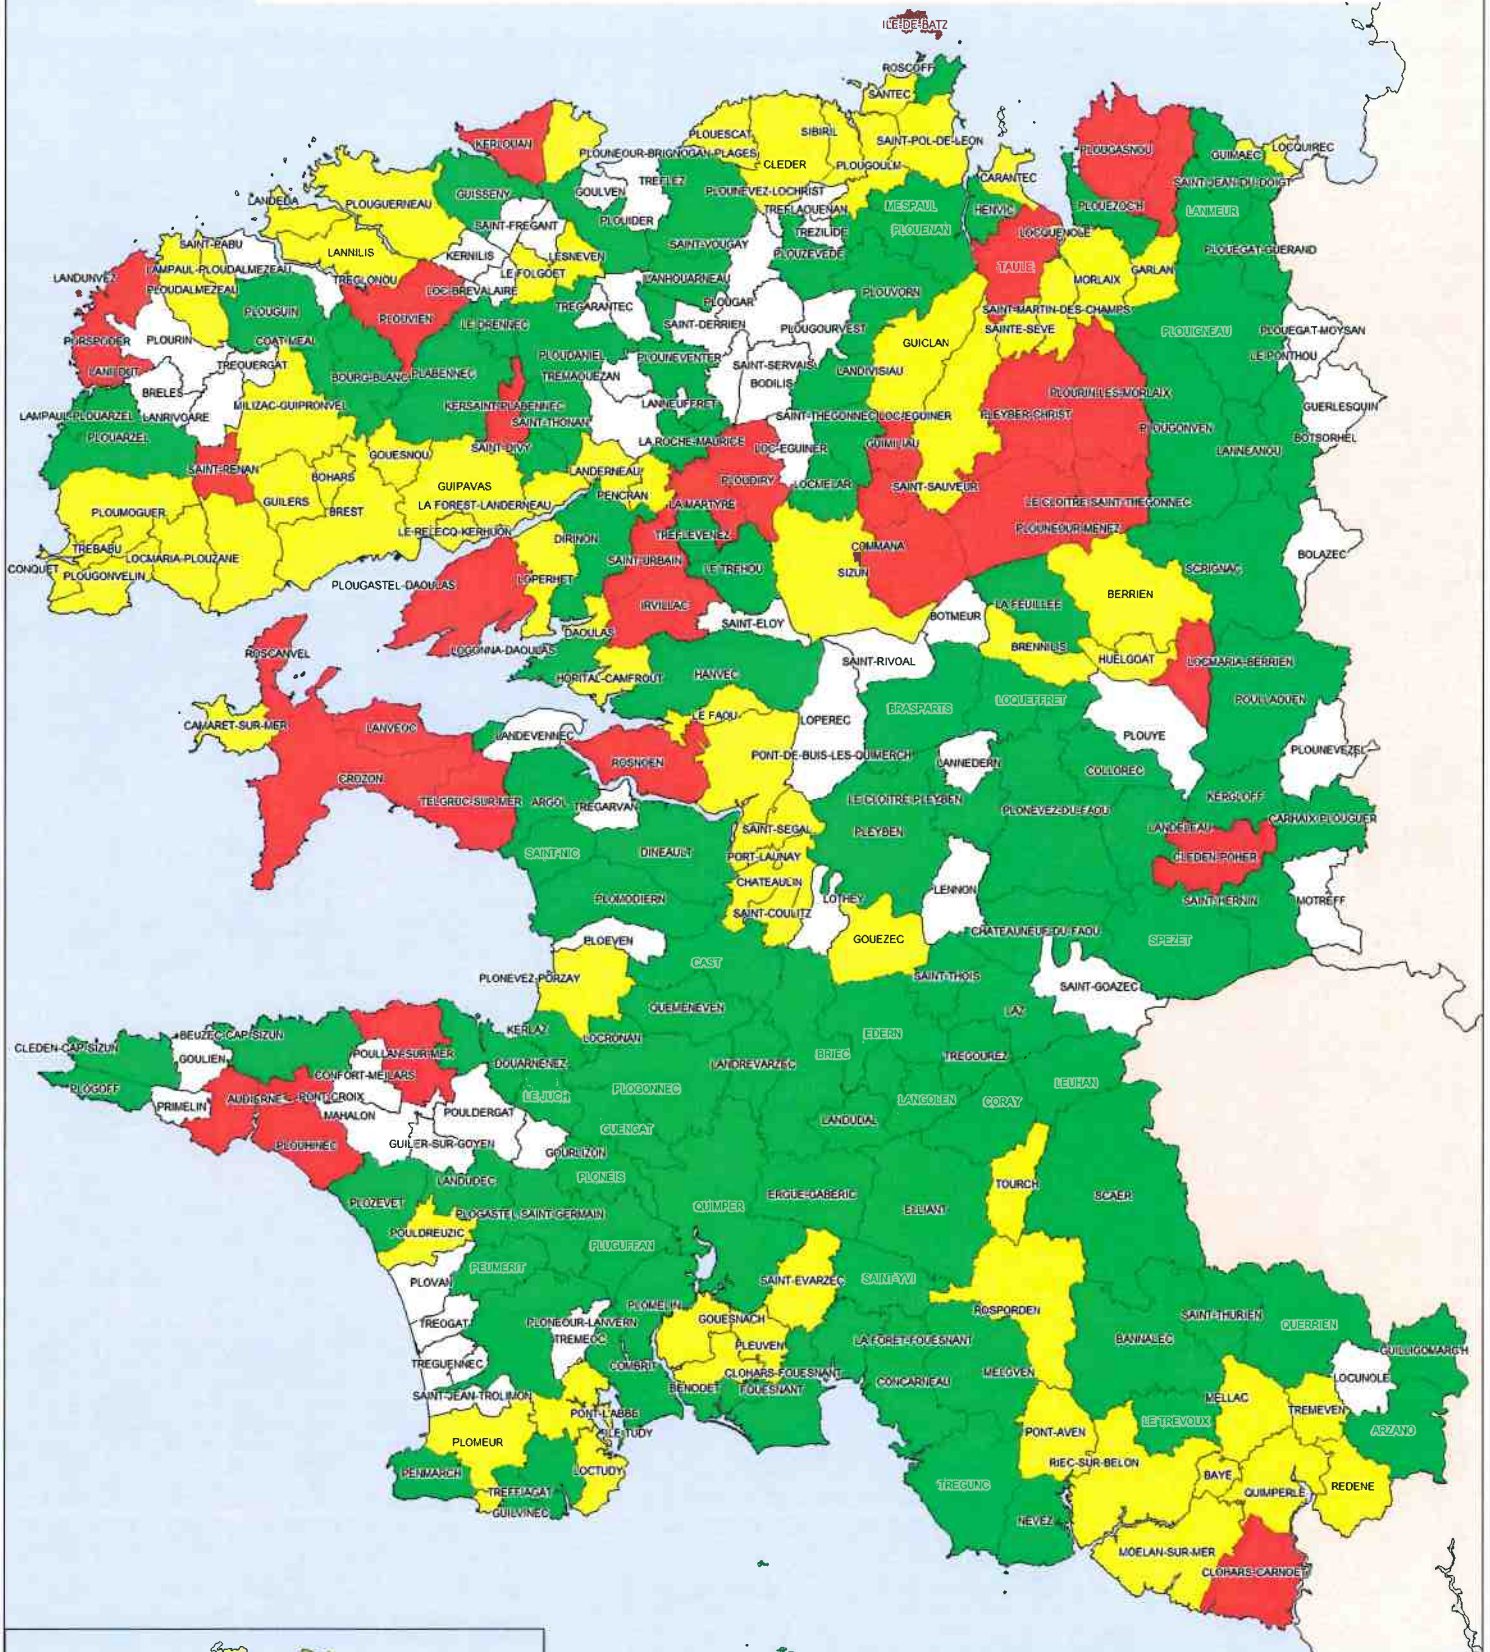 ILE-DE-BATZ
ROSCOFF
SANTEC
PLOUESCAT
SIBIRIL
SAINT-POL-DE-LEON
KERLOUAN
PLOUNEOUR-BRIGNOGAN-PLAGES
CLEDER
PLOUGOULM
PLOUGASNOU
GUIMAEC
LOCQUIREC
SAINT-JEAN-DU-DOIGT
CARANTEC
LANDEDA
PLOUGUERNEAU
GUISSENY
GOULVEN
TREFLEZ
PLOUNEVEZ-LOCHRIST
TREFLAOUENAN
MESPAUL
HENVIC
PLOUEZOC'H
LANMEUR
SAINT-FREGANT
PLOUIDER
TREZILIDE
PLOUENAN
LOCQUENOLE
SAINT-PABU
LANNILIS
KERNILIS
LESNEVEN
SAINT-VOUGAY
PLOUZEVEDE
PLOUEGAT-GUERAND
LANDUNVEZ
LAMPAUL-PLOUDALMEZEAU
TREGLONOU
LE FOLGOET
LANHOUARNEAU
TAULE
MORLAIX
GARLAN
PLOUDALMEZEAU
LOC-BREVALAIRE
TREGARANTEC
PLOUGAR
PLOUVORN
PLOUGUIN
PLOUVIEN
LE DRENNEC
SAINT-DERRIEN
PLOUGOURVEST
SAINT-MARTIN-DES-CHAMPS
SAINTE-SEVE
PLOUIGNEAU
PLOUEGAT-MOYSAN
PORSPODER
PLOURIN
COAT-MEAL
PLOUDANIEL
PLOUNEVENTER
GUICLAN
LE PONTHOU
LANILDUT
TREOUERGAT
BOURG-BLANC
PLABENNEC
TREMAOUEZAN
SAINT-SERVAIS
BODILIS
LANDIVISIAU
BRELES
MILIZAC-GUIPRONVEL
KERSAINT-PLABENNEC
LANNEUFFRET
PLOURIN-LES-MORLAIX
GUERLESQUIN
LAMPAUL-PLOUARZEL
LANRIVOARE
SAINT-THONAN
SAINT-THEGONNEC LOC-EGUINER
PLEYBER-CHRIST
PLOUGONVEN
PLOUARZEL
SAINT-DIVY
LA ROCHE-MAURICE
LOC-EGUINER
GUIMILIAU
LANNEANOU
BOTSORHEL
GOUESNOU
SAINT-RENAN
BOHARS
GUIPAVAS
LANDERNEAU
PLOUDIRY
LOCMELAR
SAINT-SAUVEUR
GUILERS
PENCRAN
PLOUMOGUER
BREST
LA FOREST-LANDERNEAU
LA MARTYRE
LE CLOITRE-SAINT-THEGONNEC
LE RELECQ-KERHUON
DIRINON
TREFLEVENEZ
PLOUNEOUR-MENEZ
TREBABU
LOCMARIA-PLOUZANE
COMMANA
BOLAZEC
CONQUET
PLOUGONVELIN
PLOUGASTEL-DAOULAS
LOPERHET
SAINT-URBAIN
LE TREHOU
SIZUN
SCRIGNAC
IRVILLAC
BERRIEN
LA FEUILLEE
DAOULAS
SAINT-ELOY
BOTMEUR
ROSCANVEL
LOGONNA-DAOULAS
BRENNILIS
HUELGOAT
LOCMARIA-BERRIEN
HOPITAL-CAMFROUT
HANVEC
SAINT-RIVOAL
CAMARET-SUR-MER
LANVEOC
LANDEVENNEC
LE FAOU
LOPEREC
BRASPARTS
LOQUEFFRET
POULLAOUEN
PLOUYE
CROZON
ROSNOEN
PONT-DE-BUIS-LES-QUIMERCH
LANNEDERN
COLLOREC
PLOUNEVEZEL
TELGRUC-SUR-MER
ARGOL
TREGARVAN
LE CLOITRE-PLEYBEN
PLONEVEZ-DU-FAOU
KERGLOFF
SAINT-SEGAL
PLEYBEN
LANDELEAU
CARHAIX-PLOUGUER
SAINT-NIC
DINEAULT
PORT-LAUNAY
CLEDEN-POHER
CHATEAULIN
LENNON
PLOMODIERN
SAINT-COULITZ
LOTHEY
SAINT-HERNIN
MOTREFF
PLOEVEN
GOUEZEC
CHATEAUNEUF-DU-FAOU
SPEZET
PLONEVEZ-PORZAY
CAST
SAINT-THOIS
SAINT-GOAZEC
QUEMENEVEN
LAZ
CLEDEN-CAP-SIZUN
BEUZEC-CAP-SIZUN
KERLAZ
LOCRONAN
EDERN
GOULIEN
POULLAN-SUR-MER
DOUARNENEZ
LANDREVARZEC
BRIEC
TREGOUREZ
PLOGOFF
CONFORT-MEILARS
LE JUCH
PLOGONNEC
LEUHAN
PRIMELIN
AUDIERNE
PONT-CROIX
MAHALON
POULDERGAT
LANGOLEN
CORAY
PLOUHINEC
GUILER-SUR-GOYEN
GOURLIZON
GUENGAT
LANDUDAL
LANDUDEC
PLONEIS
TOURCH
SCAER
PLOZEVET
PLOGASTEL-SAINT-GERMAIN
QUIMPER
ERGUE-GABERIC
ELLIANT
POULDREUZIC
PLUGUFFAN
PLOVAN
PEUMERIT
SAINT-EVARZEC
SAINT-YVI
TREOGAT
PLONEOUR-LANVERN
PLOMELIN
GOUESNACH
ROSPORDEN
SAINT-THURIEN
QUERRIEN
TREMEOC
PLEUVEN
LA FORET-FOUESNANT
BANNALEC
GUILLIGOMARC'H
TREGUENNEC
COMBRIT
CLOHARS-FOUESNANT
MELGVEN
LOCUNOLE
SAINT-JEAN-TROLIMON
BENODET
FOUESNANT
CONCARNEAU
MELLAC
TREMEVEN
PLOMEUR
PONT-L'ABBE
ILE-TUDY
PONT-AVEN
LE TREVOUX
ARZANO
PENMARCH
LOCTUDY
RIEC-SUR-BELON
BAYE
QUIMPERLE
REDENE
TREFFIAGAT
GUILVINEC
TREGUNC
NEVEZ
MOELAN-SUR-MER
CLOHARS-CARNOET